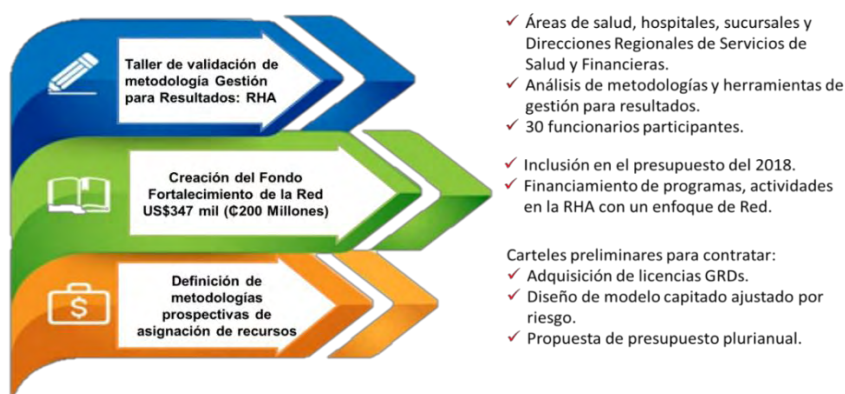 Taller de validación de
metodología Gestión
para Resultados: RHA
✓ Áreas de salud, hospitales, sucursales y
Direcciones Regionales de Servicios de
Salud y Financieras.
✓ Análisis de metodologías y herramientas de
gestión para resultados.
✓ 30 funcionarios participantes.
Creación del Fondo
Fortalecimiento de la Red
US$347 mil (₡200 Millones)
✓ Inclusión en el presupuesto del 2018.
✓ Financiamiento de programas, actividades
en la RHA con un enfoque de Red.
$
Definición de
metodologías
prospectivas de
asignación de recursos
Carteles preliminares para contratar:
✓ Adquisición de licencias GRDs.
✓ Diseño de modelo capitado ajustado por
riesgo.
✓ Propuesta de presupuesto plurianual.